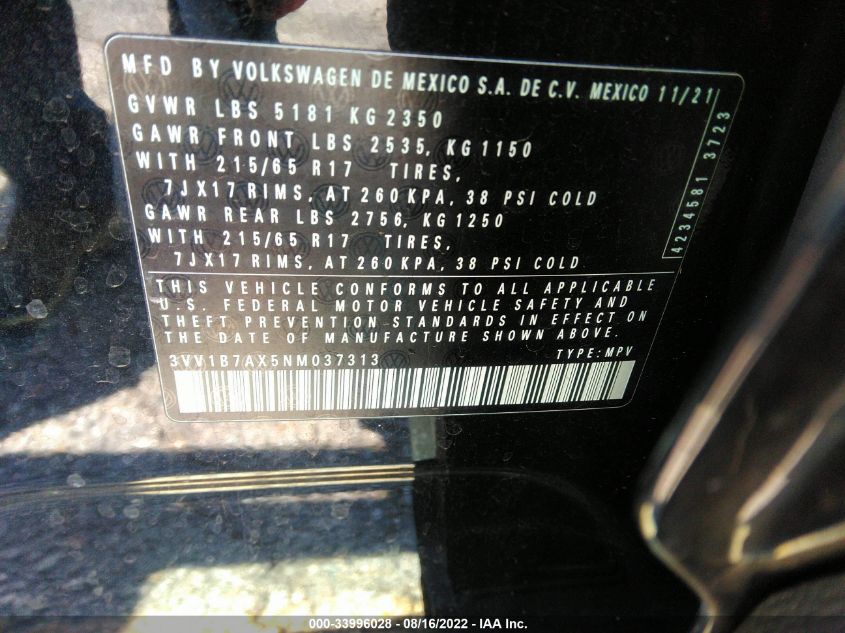 MFD BY VOLKSWAGEN DE MEXICO S.A. DE C.V. MEXICO 11/21
GVWR LBS 5181 KG 2350
GAWR FRONT LBS 2535, KG 1150
WITH 215/65 R17 TIRES,
7JX17 RIMS, AT 260 KPA, 38 PSI COLD
GAWR REAR LBS 2756, KG 1250
WITH 215/65 R17 TIRES,
7JX17 RIMS, AT 260 KPA, 38 PSI COLD
4234581 3723
THIS VEHICLE CONFORMS TO ALL APPLICABLE
U.S. FEDERAL MOTOR VEHICLE SAFETY AND
THEFT PREVENTION STANDARDS IN EFFECT ON
THE DATE OF MANUFACTURE SHOWN ABOVE.
3VV1B7AX5NM037313 TYPE: MPV
000-33996028 - 08/16/2022 - IAA Inc.